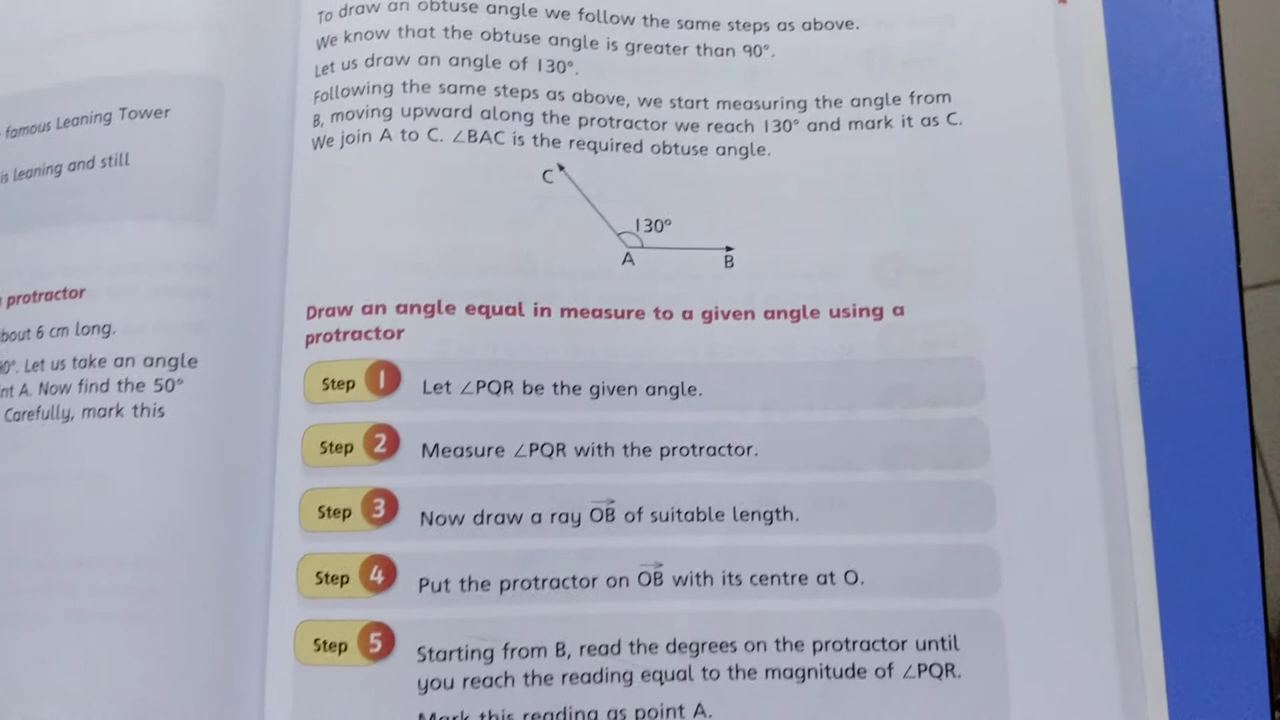 famous Leaning Tower
is leaning and still
protractor
bout 6 cm long.
Let us take an angle
nt A. Now find the 50°
Carefully, mark this
To draw an obtuse angle we follow the same steps as above.
We know that the obtuse angle is greater than 90°.
Let us draw an angle of 130°.
Following the same steps as above, we start measuring the angle from
B, moving upward along the protractor we reach 130° and mark it as C.
We join A to C. ∠BAC is the required obtuse angle.
C
130°
A B
Draw an angle equal in measure to a given angle using a
protractor
Step 1 Let ∠PQR be the given angle.
Step 2 Measure ∠PQR with the protractor.
Step 3 Now draw a ray $\overrightarrow{OB}$ of suitable length.
Step 4 Put the protractor on $\overrightarrow{OB}$ with its centre at O.
Step 5 Starting from B, read the degrees on the protractor until
you reach the reading equal to the magnitude of ∠PQR.
Mark this reading as point A.